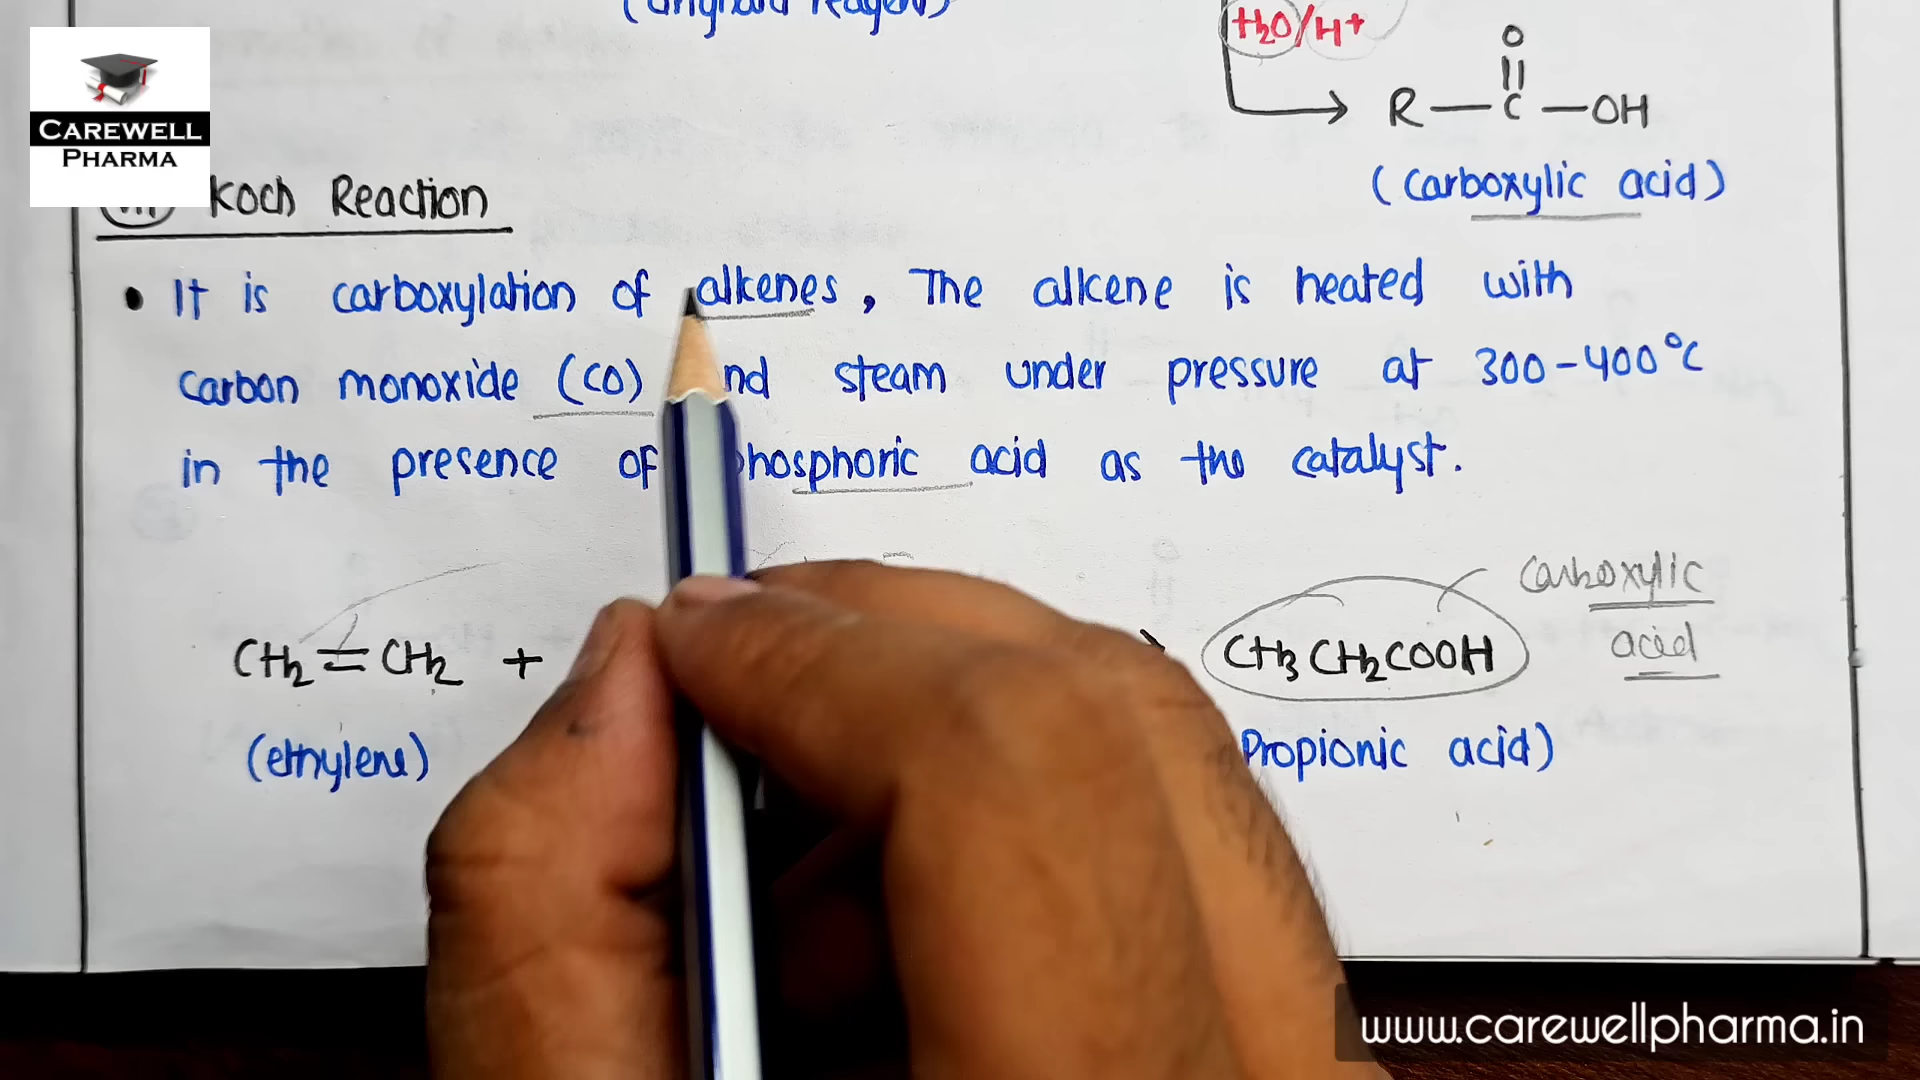 H₂O/H⁺
O
R—C—OH
(Carboxylic acid)
CAREWELL
PHARMA
Koch Reaction
• It is carboxylation of alkenes, The alkene is heated with
carbon monoxide (CO) steam under pressure at 300-400°C
in the presence of acid as the catalyst.
Carboxylic
acid
CH₂=CH₂ + CH₃CH₂COOH
(ethylene) Propionic acid)
www.carewellpharma.in